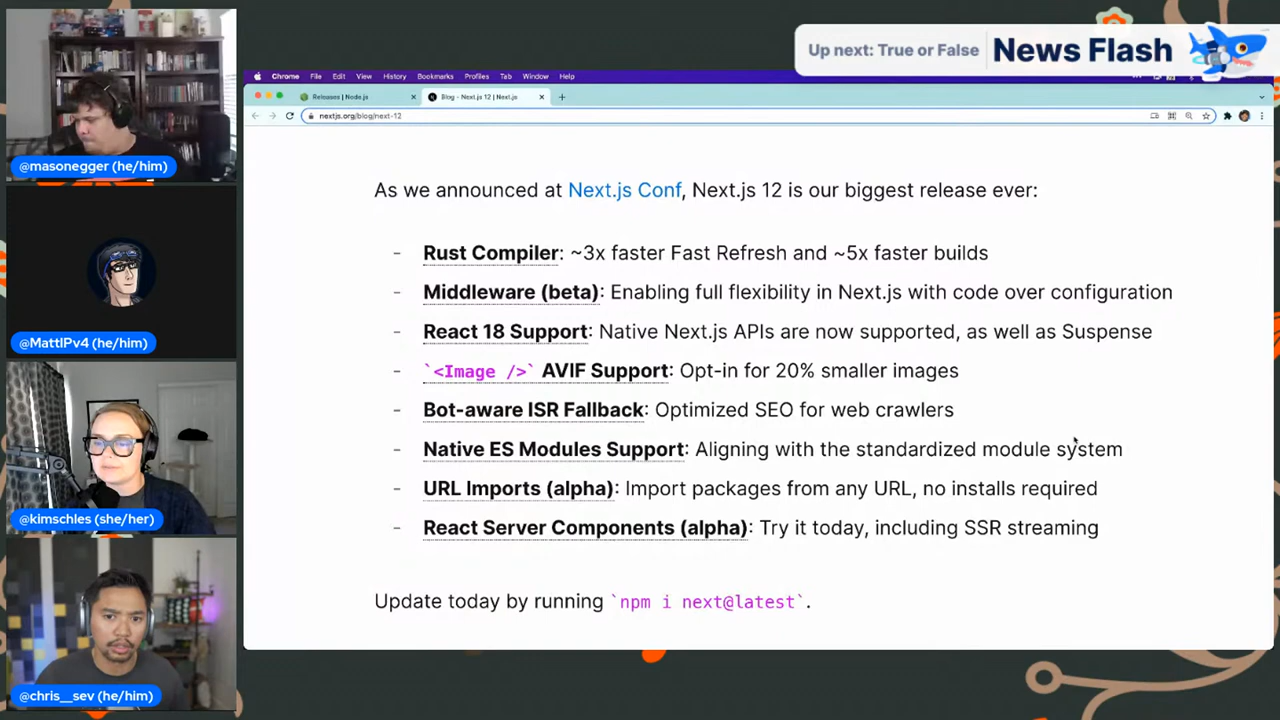 Up next: True or False
News Flash
Chrome File Edit View History Bookmarks Profiles Tab Window Help
Releases | Node.js
Blog - Next.js 12 | Next.js
nextjs.org/blog/next-12
As we announced at Next.js Conf, Next.js 12 is our biggest release ever:
- Rust Compiler: ~3x faster Fast Refresh and ~5x faster builds
- Middleware (beta): Enabling full flexibility in Next.js with code over configuration
- React 18 Support: Native Next.js APIs are now supported, as well as Suspense
- `<Image />` AVIF Support: Opt-in for 20% smaller images
- Bot-aware ISR Fallback: Optimized SEO for web crawlers
- Native ES Modules Support: Aligning with the standardized module system
- URL Imports (alpha): Import packages from any URL, no installs required
- React Server Components (alpha): Try it today, including SSR streaming
Update today by running `npm i next@latest`.
@masonegger (he/him)
@MattIPv4 (he/him)
@kimschles (she/her)
@chris__sev (he/him)